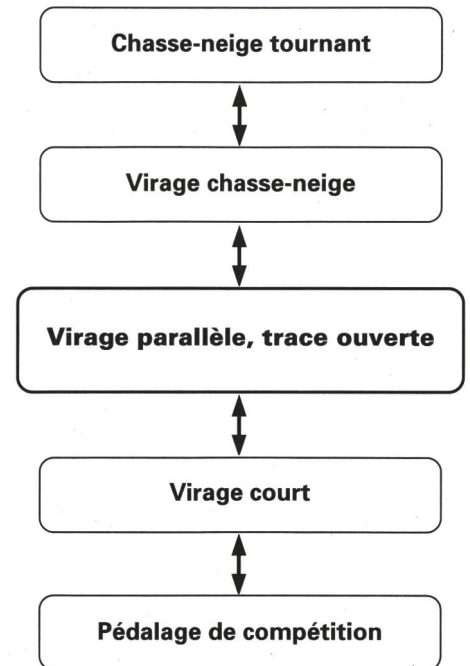 Chasse-neige tournant
Virage chasse-neige
Virage parallèle, trace ouverte
Virage court
Pédalage de compétition